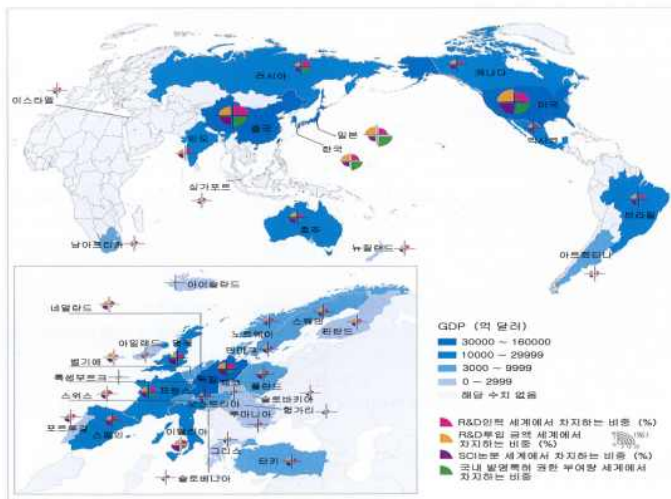 러시아
캐나다
이스라엘
중국
미국
일본
한국
멕시코
싱가포르
브라질
호주
남아프리카
뉴질랜드
아르헨티나
아이슬란드
네덜란드
스웨덴
노르웨이
핀란드
아일랜드
영국
덴마크
벨기에
룩셈부르크
독일
폴란드
스위스
프랑스
슬로바키아
오스트리아
헝가리
루마니아
포르투갈
스페인
이탈리아
그리스
터키
슬로베니아
GDP (억 달러)
30000 ~ 160000
10000 ~ 29999
3000 ~ 9999
0 ~ 2999
해당 수치 없음
R&D인력 세계에서 차지하는 비중 (%)
R&D투입 금액 세계에서
차지하는 비중 (%)
SCI논문 세계에서 차지하는 비중 (%)
국내 발명특허 권한 부여량 세계에서
차지하는 비중
(%)